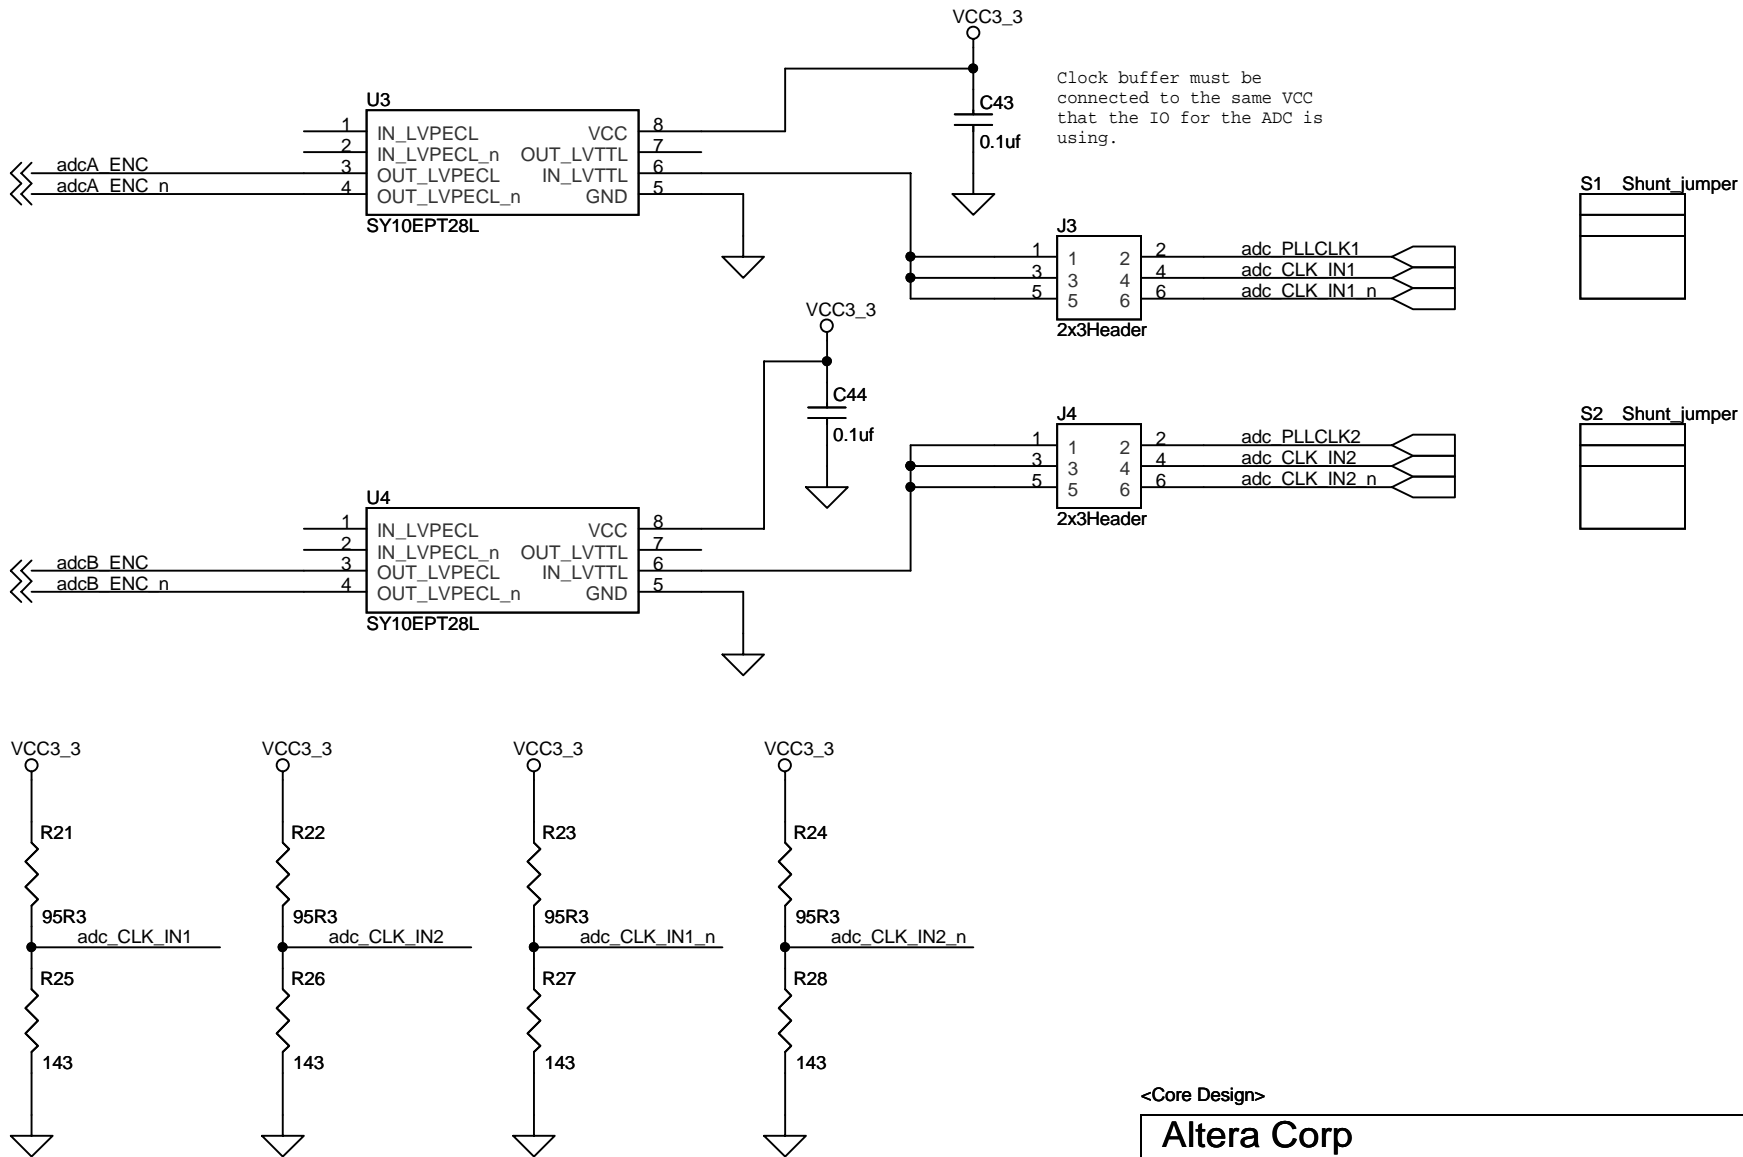 VCC3_3
Clock buffer must be
connected to the same VCC
that the IO for the ADC is
using.
C43
0.1uf
U3
1 IN_LVPECL VCC 8
2 IN_LVPECL_n OUT_LVTTL 7
adcA_ENC 3 OUT_LVPECL IN_LVTTL 6
adcA_ENC_n 4 OUT_LVPECL_n GND 5
SY10EPT28L
S1 Shunt_jumper
J3
1 1 2 2 adc_PLLCLK1
3 3 4 4 adc_CLK_IN1
5 5 6 6 adc_CLK_IN1_n
2x3Header
VCC3_3
C44
0.1uf
J4
1 1 2 2 adc_PLLCLK2
3 3 4 4 adc_CLK_IN2
5 5 6 6 adc_CLK_IN2_n
2x3Header
S2 Shunt_jumper
U4
1 IN_LVPECL VCC 8
2 IN_LVPECL_n OUT_LVTTL 7
adcB_ENC 3 OUT_LVPECL IN_LVTTL 6
adcB_ENC_n 4 OUT_LVPECL_n GND 5
SY10EPT28L
VCC3_3 VCC3_3 VCC3_3 VCC3_3
R21 R22 R23 R24
95R3 95R3 95R3 95R3
adc_CLK_IN1 adc_CLK_IN2 adc_CLK_IN1_n adc_CLK_IN2_n
R25 R26 R27 R28
143 143 143 143
<Core Design>
Altera Corp